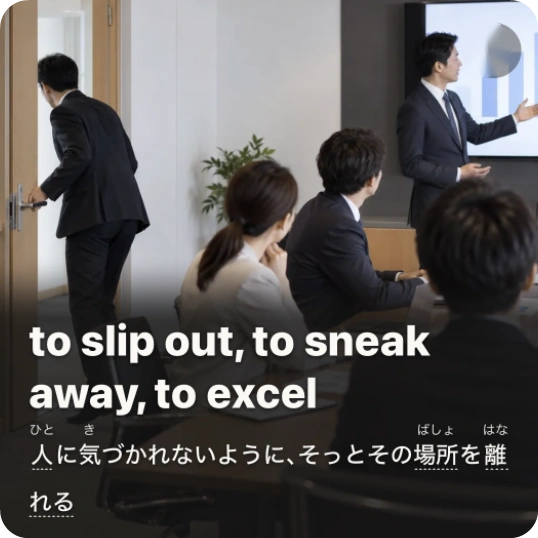 to slip out, to sneak
away, to excel
ひと き ばしょ はな
人に気づかれないように、そっとその場所を離
れる